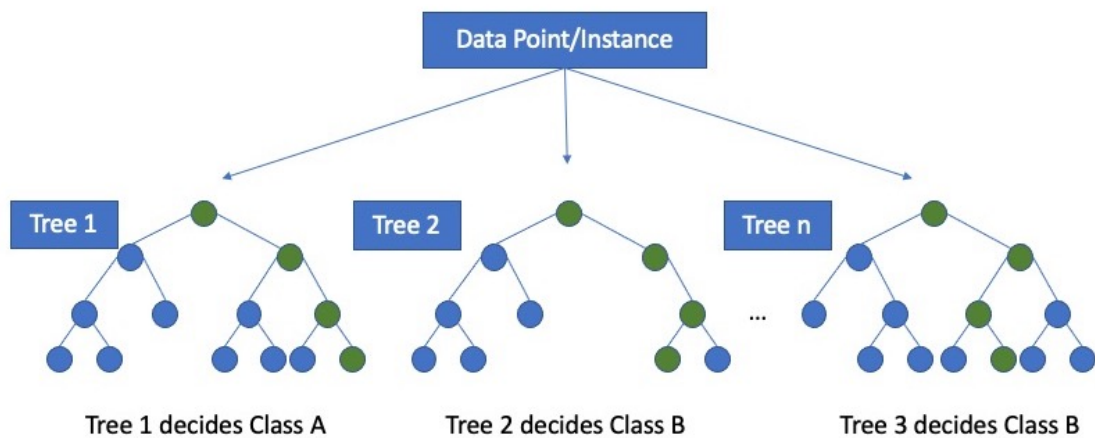 Data Point/Instance
Tree 1
Tree 2
Tree n
...
Tree 1 decides Class A
Tree 2 decides Class B
Tree 3 decides Class B